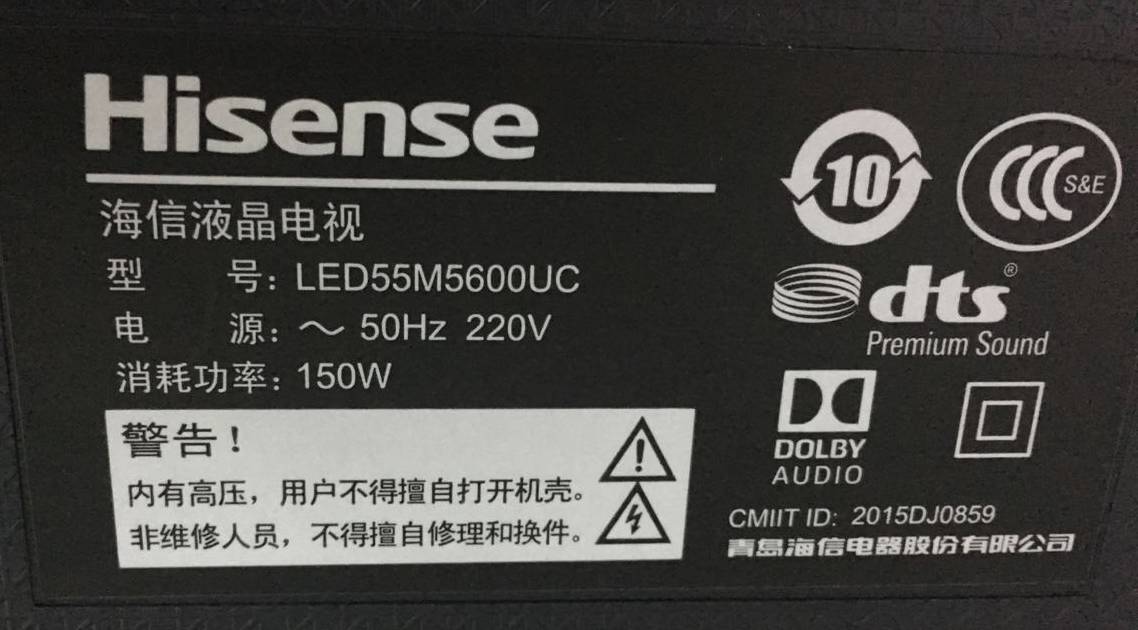 Hisense
海信液晶电视
型 号：LED55M5600UC
电 源：～ 50Hz 220V
消耗功率：150W
警告！
内有高压，用户不得擅自打开机壳。
非维修人员，不得擅自修理和换件。
10
CCC S&E
dts®
Premium Sound
DOLBY
AUDIO
CMIIT ID: 2015DJ0859
青岛海信电器股份有限公司